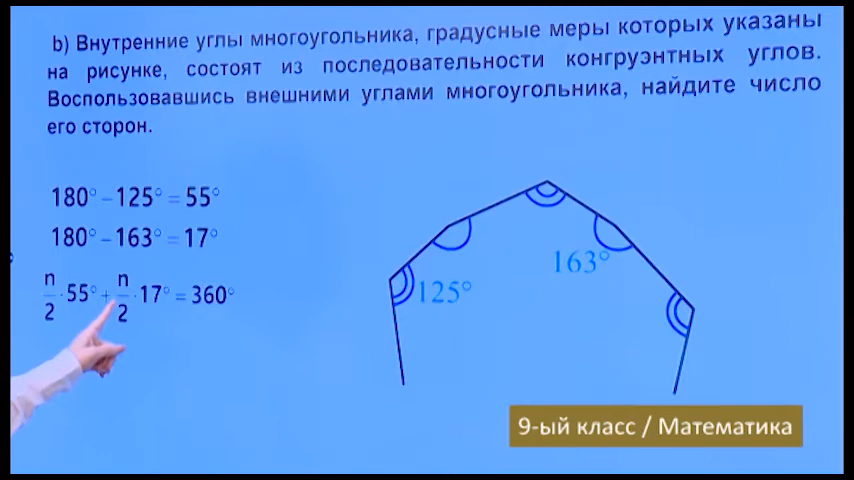 b) Внутренние углы многоугольника, градусные меры которых указаны
на рисунке, состоят из последовательности конгруэнтных углов.
Воспользовавшись внешними углами многоугольника, найдите число
его сторон.
180° – 125° = 55°
180° – 163° = 17°
n/2 · 55° + n/2 · 17° = 360°
163°
125°
9-ый класс / Математика